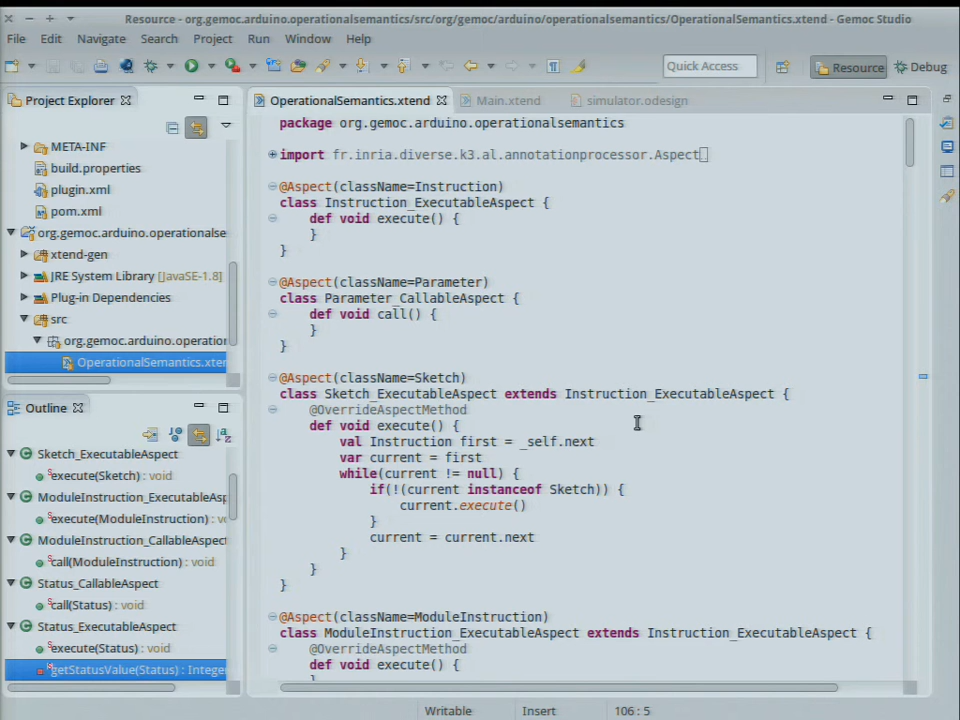 Resource - org.gemoc.arduino.operationalsemantics/src/org/gemoc/arduino/operationalsemantics/OperationalSemantics.xtend - Gemoc Studio
File Edit Navigate Search Project Run Window Help
Quick Access
Resource
Debug
Project Explorer
META-INF
build.properties
plugin.xml
pom.xml
org.gemoc.arduino.operationalse
xtend-gen
JRE System Library [JavaSE-1.8]
Plug-in Dependencies
src
org.gemoc.arduino.operation
OperationalSemantics.xten
Outline
Sketch_ExecutableAspect
execute(Sketch) : void
ModuleInstruction_ExecutableAsp
execute(ModuleInstruction) : vo
ModuleInstruction_CallableAspect
call(ModuleInstruction) : void
Status_CallableAspect
call(Status) : void
Status_ExecutableAspect
execute(Status) : void
getStatusValue(Status) : Integer
OperationalSemantics.xtend
Main.xtend
simulator.odesign
package org.gemoc.arduino.operationalsemantics
import fr.inria.diverse.k3.al.annotationprocessor.Aspect
@Aspect(className=Instruction)
class Instruction_ExecutableAspect {
def void execute() {
}
}
@Aspect(className=Parameter)
class Parameter_CallableAspect {
def void call() {
}
}
@Aspect(className=Sketch)
class Sketch_ExecutableAspect extends Instruction_ExecutableAspect {
@OverrideAspectMethod
def void execute() {
val Instruction first = _self.next
var current = first
while(current != null) {
if(!(current instanceof Sketch)) {
current.execute()
}
current = current.next
}
}
}
@Aspect(className=ModuleInstruction)
class ModuleInstruction_ExecutableAspect extends Instruction_ExecutableAspect {
@OverrideAspectMethod
def void execute() {
Writable
Insert
106 : 5